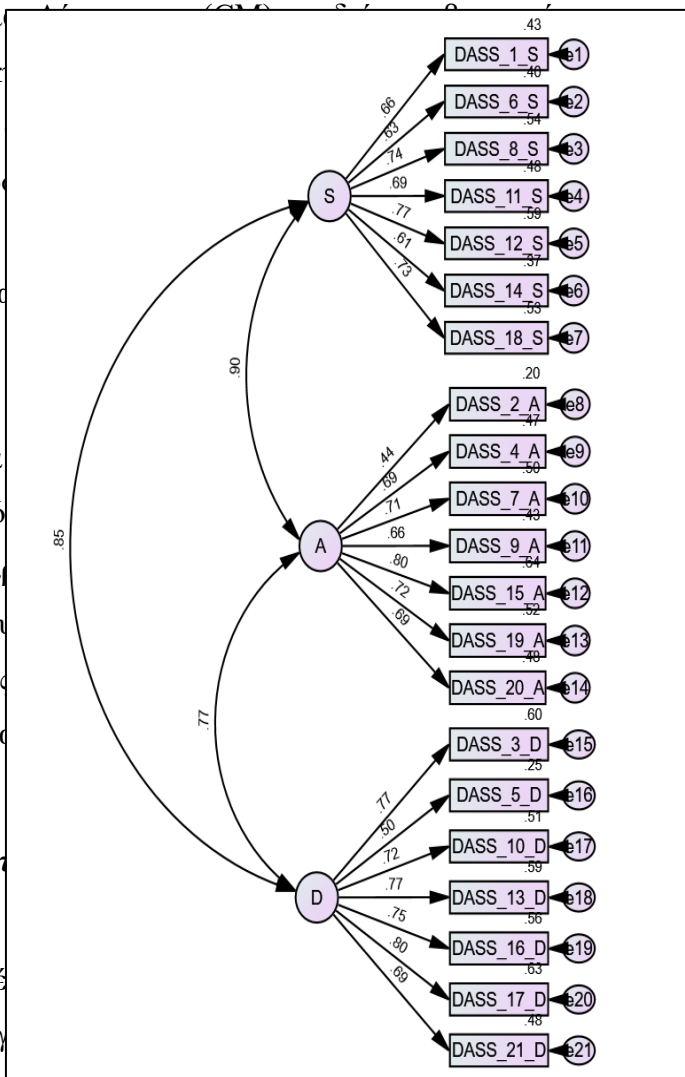 .43
DASS_1_S e1
.66
.40
DASS_6_S e2
.63
.54
DASS_8_S e3
.74
.48
S
.69
DASS_11_S e4
.59
.77
DASS_12_S e5
.61
.37
DASS_14_S e6
.73
.53
DASS_18_S e7
.90
.20
DASS_2_A e8
.44
.47
DASS_4_A e9
.69
.50
DASS_7_A e10
.71
.43
A
.66
DASS_9_A e11
.64
.80
DASS_15_A e12
.72
.52
DASS_19_A e13
.69
.48
DASS_20_A e14
.85
.77
.60
DASS_3_D e15
.77
.25
DASS_5_D e16
.50
.51
DASS_10_D e17
.72
.59
D
.77
DASS_13_D e18
.56
.75
DASS_16_D e19
.80
.63
DASS_17_D e20
.69
.48
DASS_21_D e21